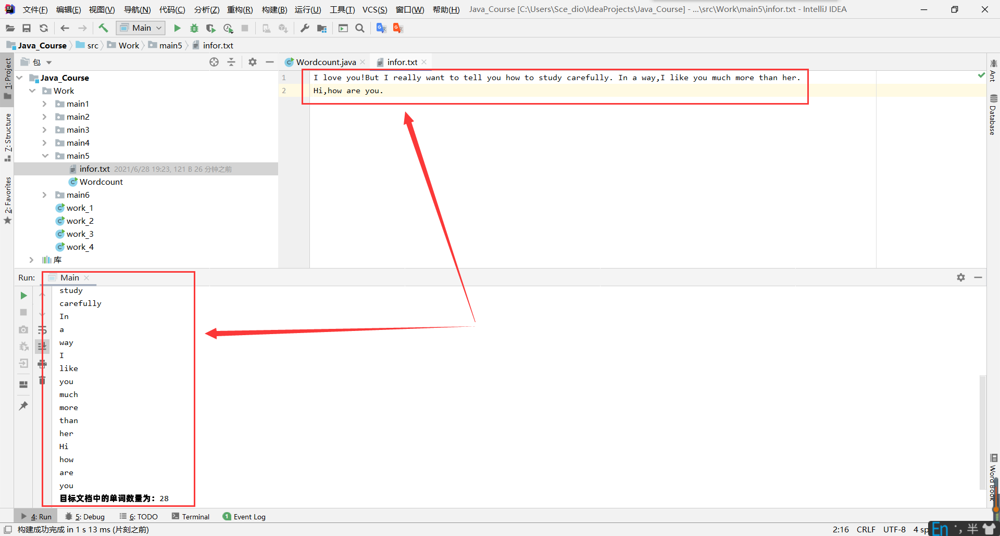 文件(F) 编辑(E) 视图(V) 导航(N) 代码(C) 分析(Z) 重构(R) 构建(B) 运行(U) 工具(T) VCS(S) 窗口(W) 帮助(H) Java_Course [C:\Users\Sce_dio\IdeaProjects\Java_Course] - ...\src\Work\main5\infor.txt - IntelliJ IDEA
Main
Java_Course src Work main5 infor.txt
包
Wordcount.java infor.txt
1: Project
7: Structure
2: Favorites
Java_Course
Work
main1
main2
main3
main4
main5
infor.txt 2021/6/28 19:23, 121 B 26 分钟之前
Wordcount
main6
work_1
work_2
work_3
work_4
库
1 I love you!But I really want to tell you how to study carefully. In a way,I like you much more than her.
2 Hi,how are you.
Ant
Database
Word Book
Run: Main
study
carefully
In
a
way
I
like
you
much
more
than
her
Hi
how
are
you
目标文档中的单词数量为：28
4: Run 5: Debug 6: TODO Terminal 1 Event Log
构建成功完成 in 1 s 13 ms (片刻之前)
2:16 CRLF UTF-8 4 sp
En 半